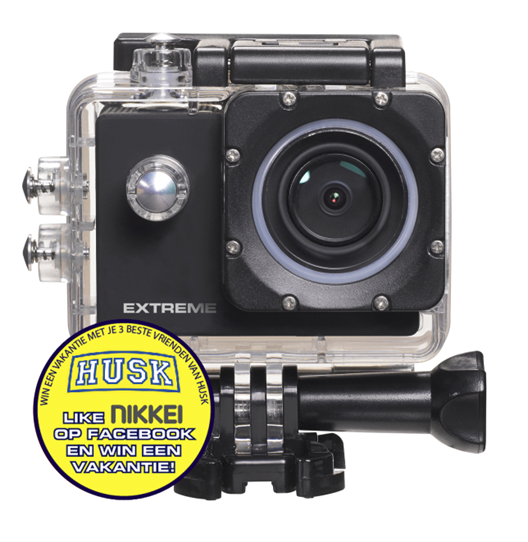 EXTREME
WIN EEN VAKANTIE MET JE 3 BESTE VRIENDEN VAN HUSK
HUSK
LIKE NIKKEI
OP FACEBOOK
EN WIN EEN
VAKANTIE!